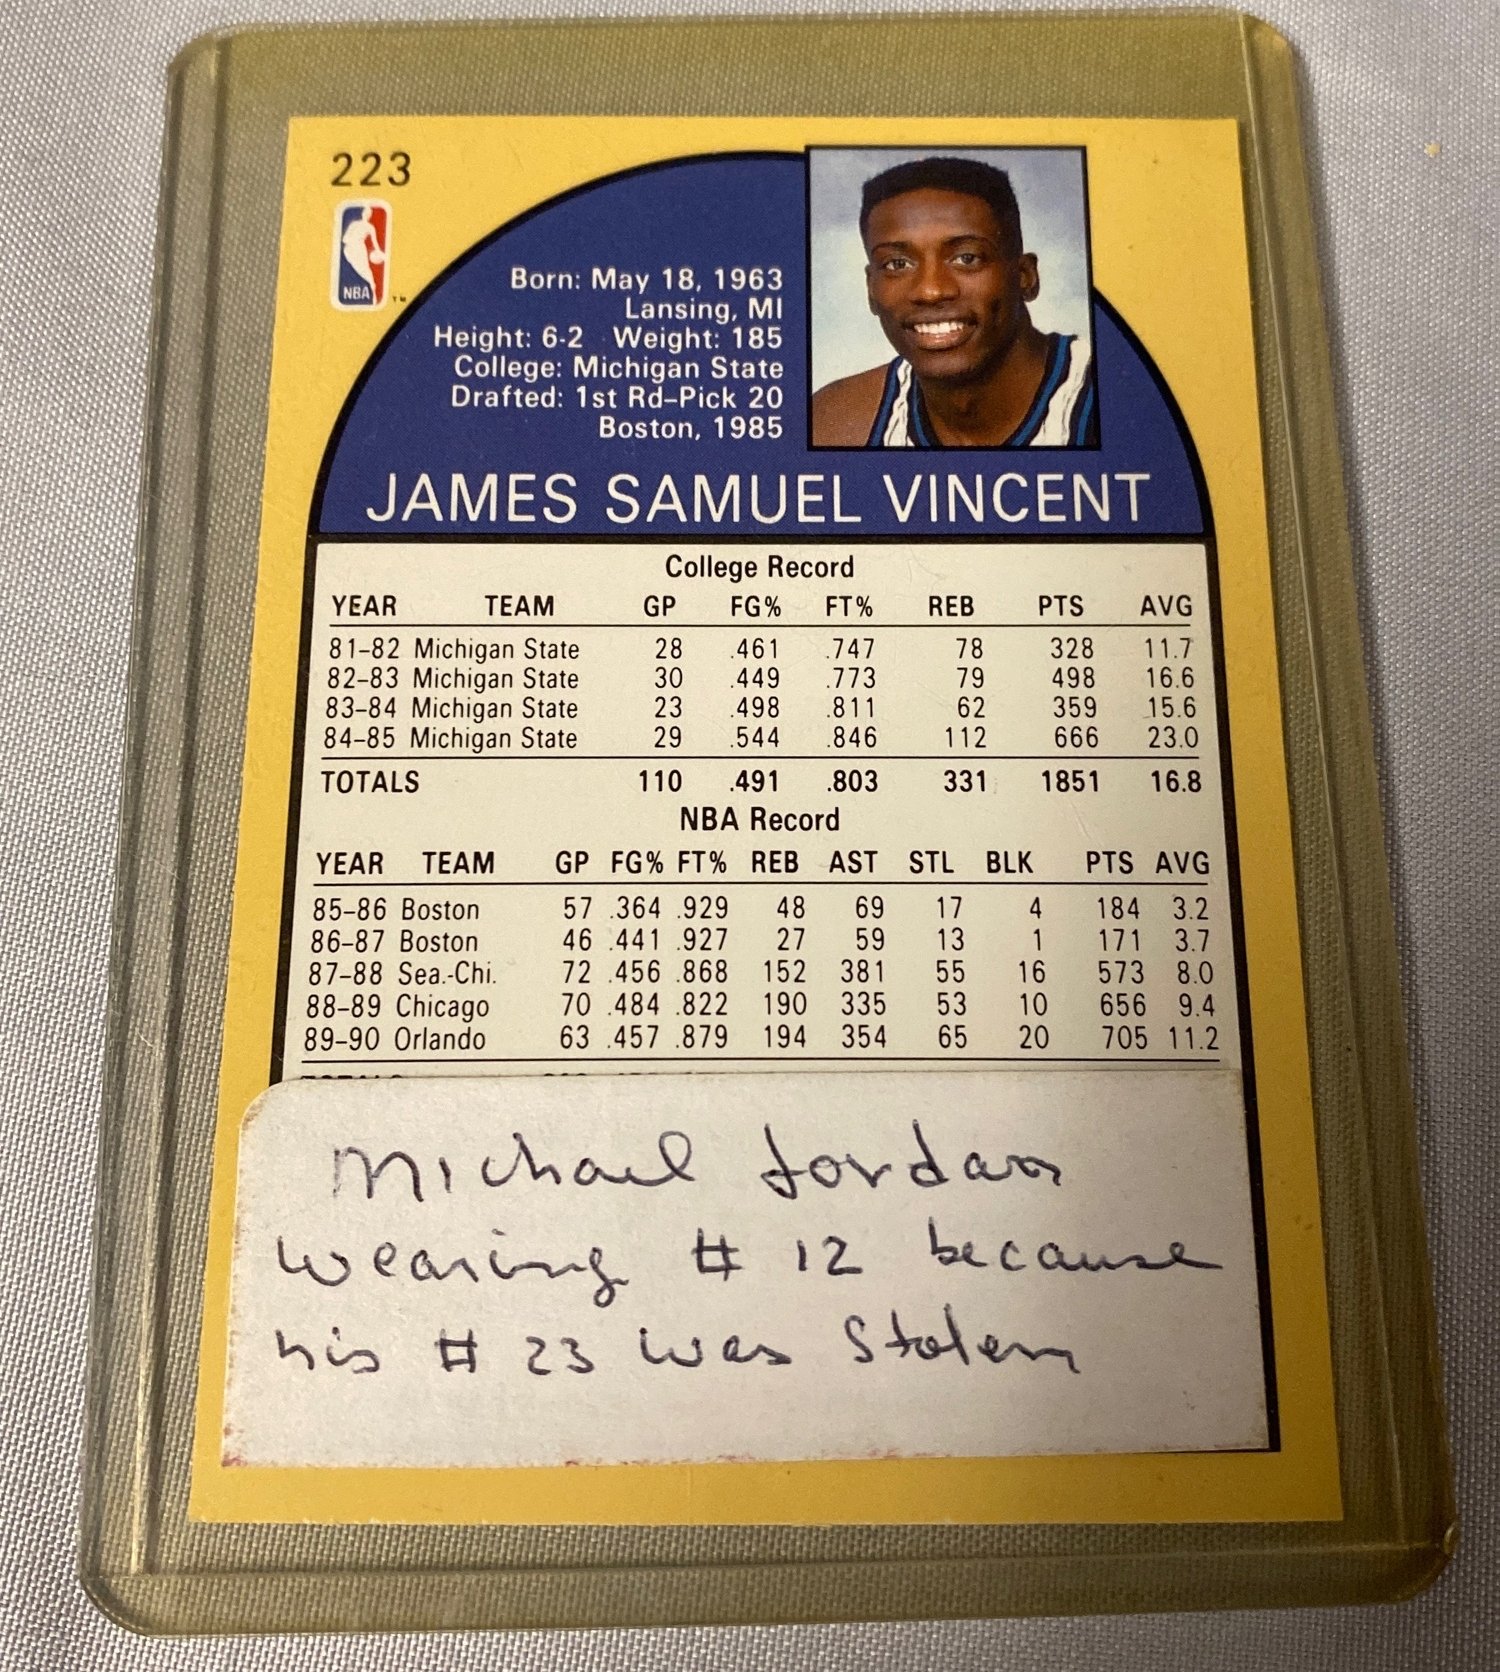 223
NBA
™
Born: May 18, 1963
Lansing, MI
Height: 6-2 Weight: 185
College: Michigan State
Drafted: 1st Rd–Pick 20
Boston, 1985
JAMES SAMUEL VINCENT
College Record
YEAR TEAM GP FG% FT% REB PTS AVG
81–82 Michigan State 28 .461 .747 78 328 11.7
82–83 Michigan State 30 .449 .773 79 498 16.6
83–84 Michigan State 23 .498 .811 62 359 15.6
84–85 Michigan State 29 .544 .846 112 666 23.0
TOTALS 110 .491 .803 331 1851 16.8
NBA Record
YEAR TEAM GP FG% FT% REB AST STL BLK PTS AVG
85–86 Boston 57 .364 .929 48 69 17 4 184 3.2
86–87 Boston 46 .441 .927 27 59 13 1 171 3.7
87–88 Sea.-Chi. 72 .456 .868 152 381 55 16 573 8.0
88–89 Chicago 70 .484 .822 190 335 53 10 656 9.4
89–90 Orlando 63 .457 .879 194 354 65 20 705 11.2
Michael Jordan
wearing # 12 because
his # 23 was Stolen